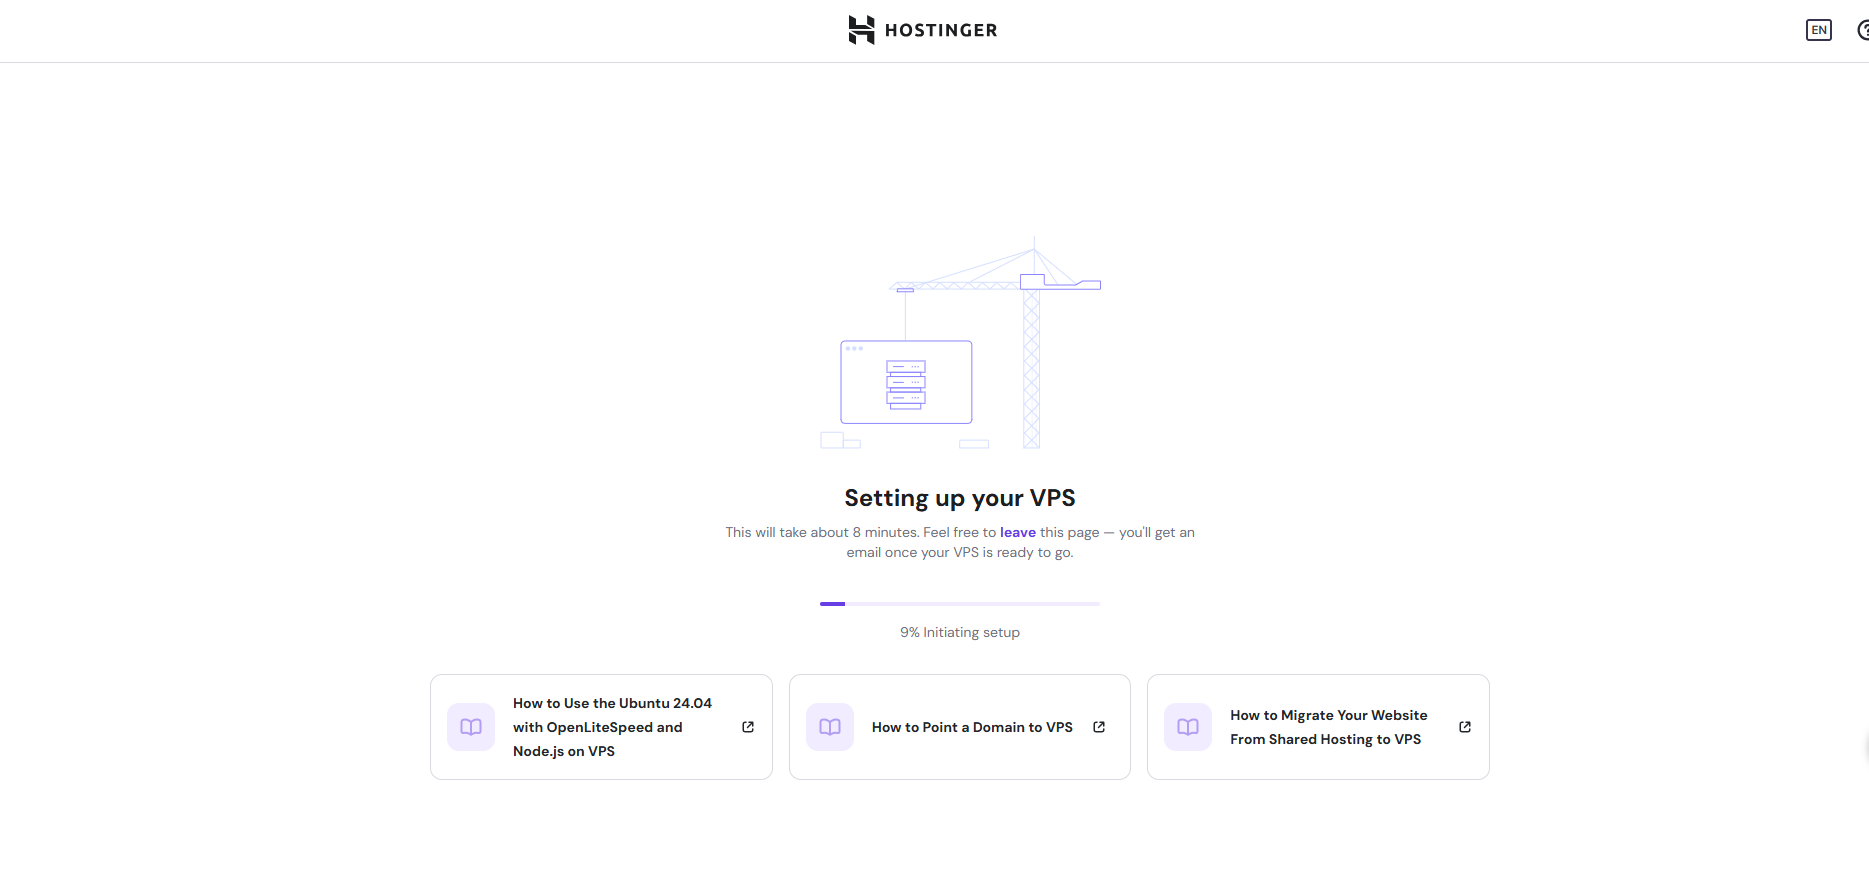 HOSTINGER
EN
Setting up your VPS
This will take about 8 minutes. Feel free to leave this page — you'll get an
email once your VPS is ready to go.
9% Initiating setup
How to Use the Ubuntu 24.04
with OpenLiteSpeed and
Node.js on VPS
How to Point a Domain to VPS
How to Migrate Your Website
From Shared Hosting to VPS